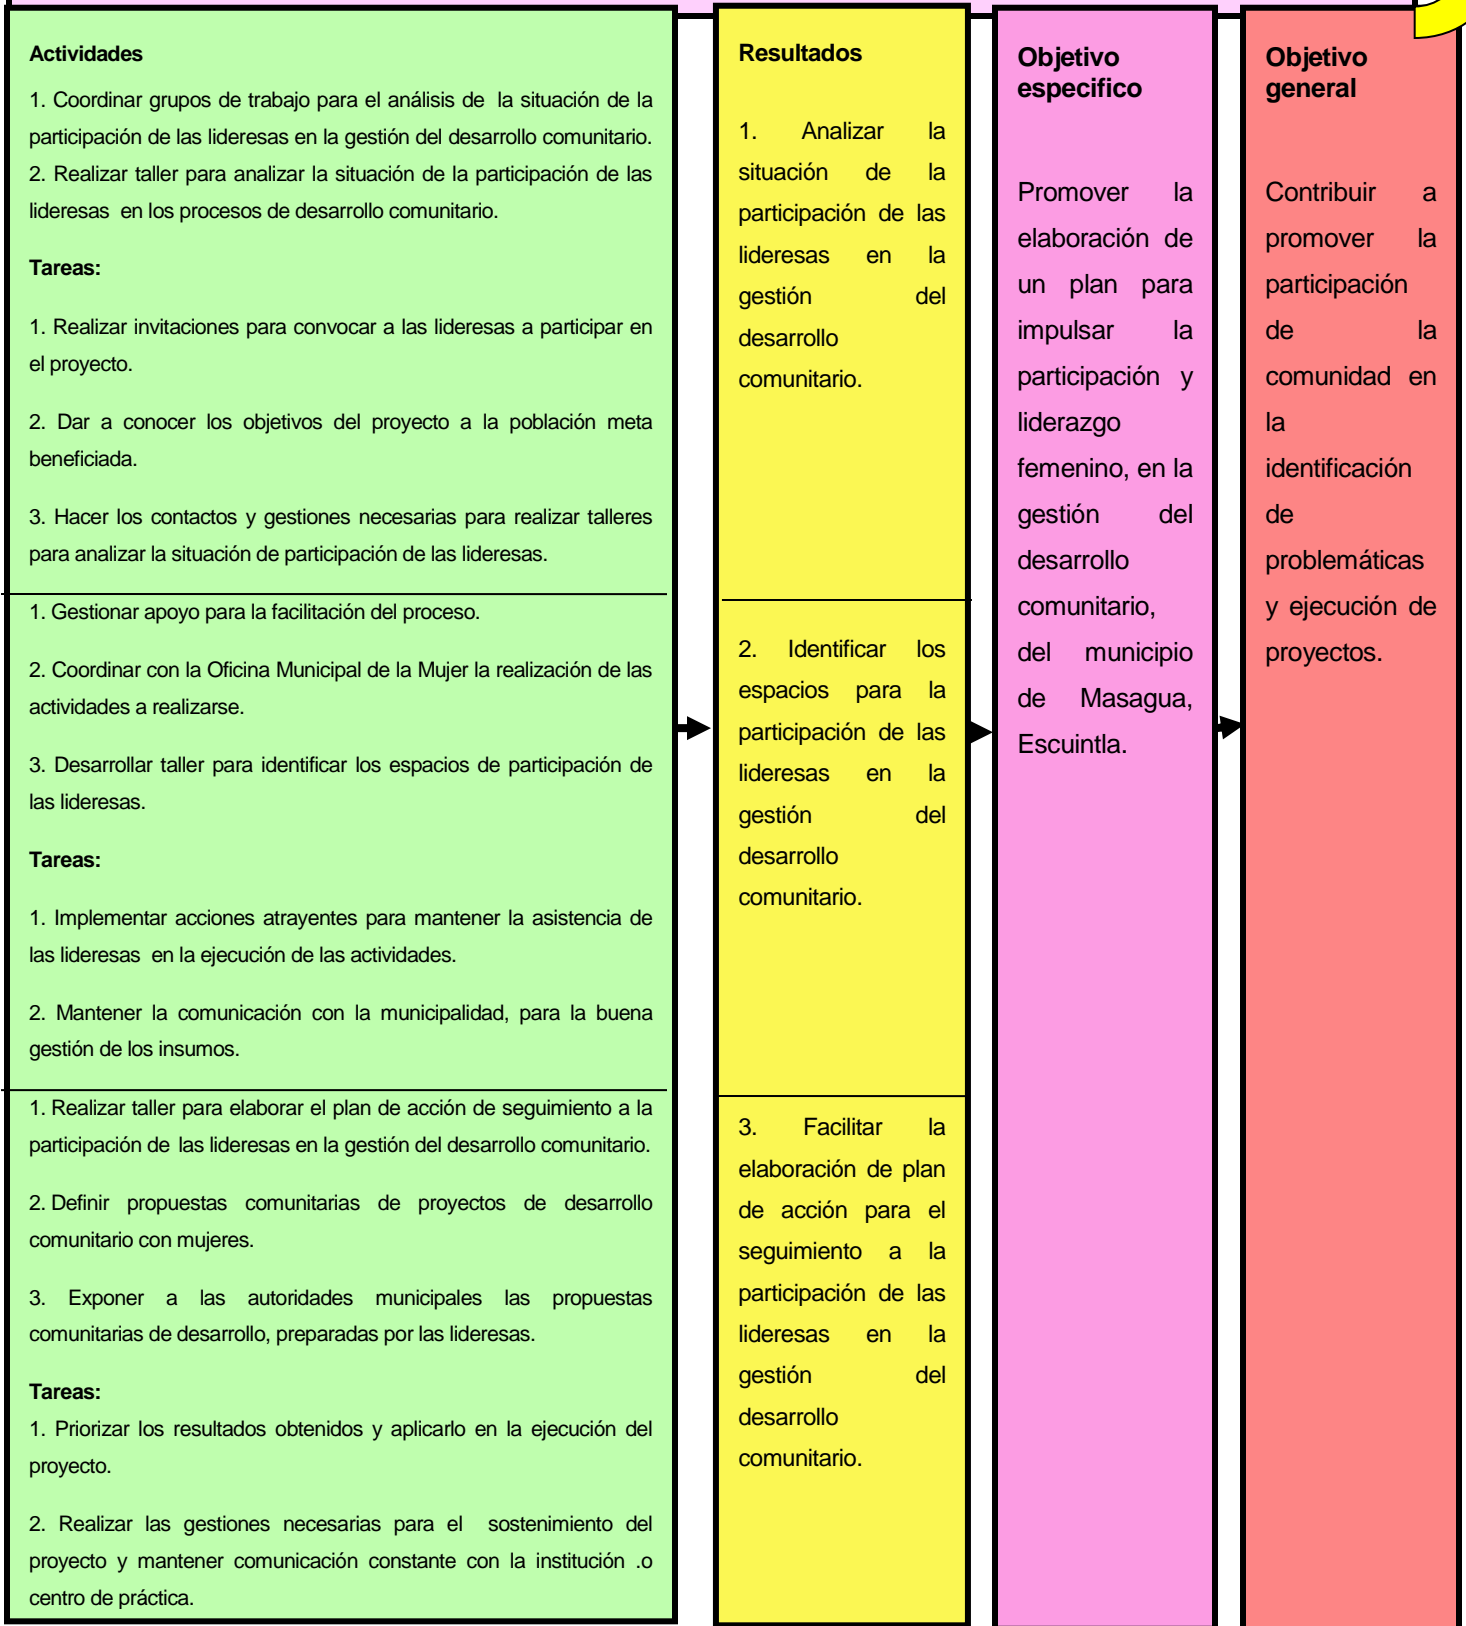 Actividades
1. Coordinar grupos de trabajo para el análisis de la situación de la
participación de las lideresas en la gestión del desarrollo comunitario.
2. Realizar taller para analizar la situación de la participación de las
lideresas en los procesos de desarrollo comunitario.
Tareas:
1. Realizar invitaciones para convocar a las lideresas a participar en
el proyecto.
2. Dar a conocer los objetivos del proyecto a la población meta
beneficiada.
3. Hacer los contactos y gestiones necesarias para realizar talleres
para analizar la situación de participación de las lideresas.
1. Gestionar apoyo para la facilitación del proceso.
2. Coordinar con la Oficina Municipal de la Mujer la realización de las
actividades a realizarse.
3. Desarrollar taller para identificar los espacios de participación de
las lideresas.
Tareas:
1. Implementar acciones atrayentes para mantener la asistencia de
las lideresas en la ejecución de las actividades.
2. Mantener la comunicación con la municipalidad, para la buena
gestión de los insumos.
1. Realizar taller para elaborar el plan de acción de seguimiento a la
participación de las lideresas en la gestión del desarrollo comunitario.
2. Definir propuestas comunitarias de proyectos de desarrollo
comunitario con mujeres.
3. Exponer a las autoridades municipales las propuestas
comunitarias de desarrollo, preparadas por las lideresas.
Tareas:
1. Priorizar los resultados obtenidos y aplicarlo en la ejecución del
proyecto.
2. Realizar las gestiones necesarias para el sostenimiento del
proyecto y mantener comunicación constante con la institución .o
centro de práctica.
Resultados
1. Analizar la
situación de la
participación de las
lideresas en la
gestión del
desarrollo
comunitario.
2. Identificar los
espacios para la
participación de las
lideresas en la
gestión del
desarrollo
comunitario.
3. Facilitar la
elaboración de plan
de acción para el
seguimiento a la
participación de las
lideresas en la
gestión del
desarrollo
comunitario.
Objetivo
especifico
Promover la
elaboración de
un plan para
impulsar la
participación y
liderazgo
femenino, en la
gestión del
desarrollo
comunitario,
del municipio
de Masagua,
Escuintla.
Objetivo
general
Contribuir a
promover la
participación
de la
comunidad en
la
identificación
de
problemáticas
y ejecución de
proyectos.